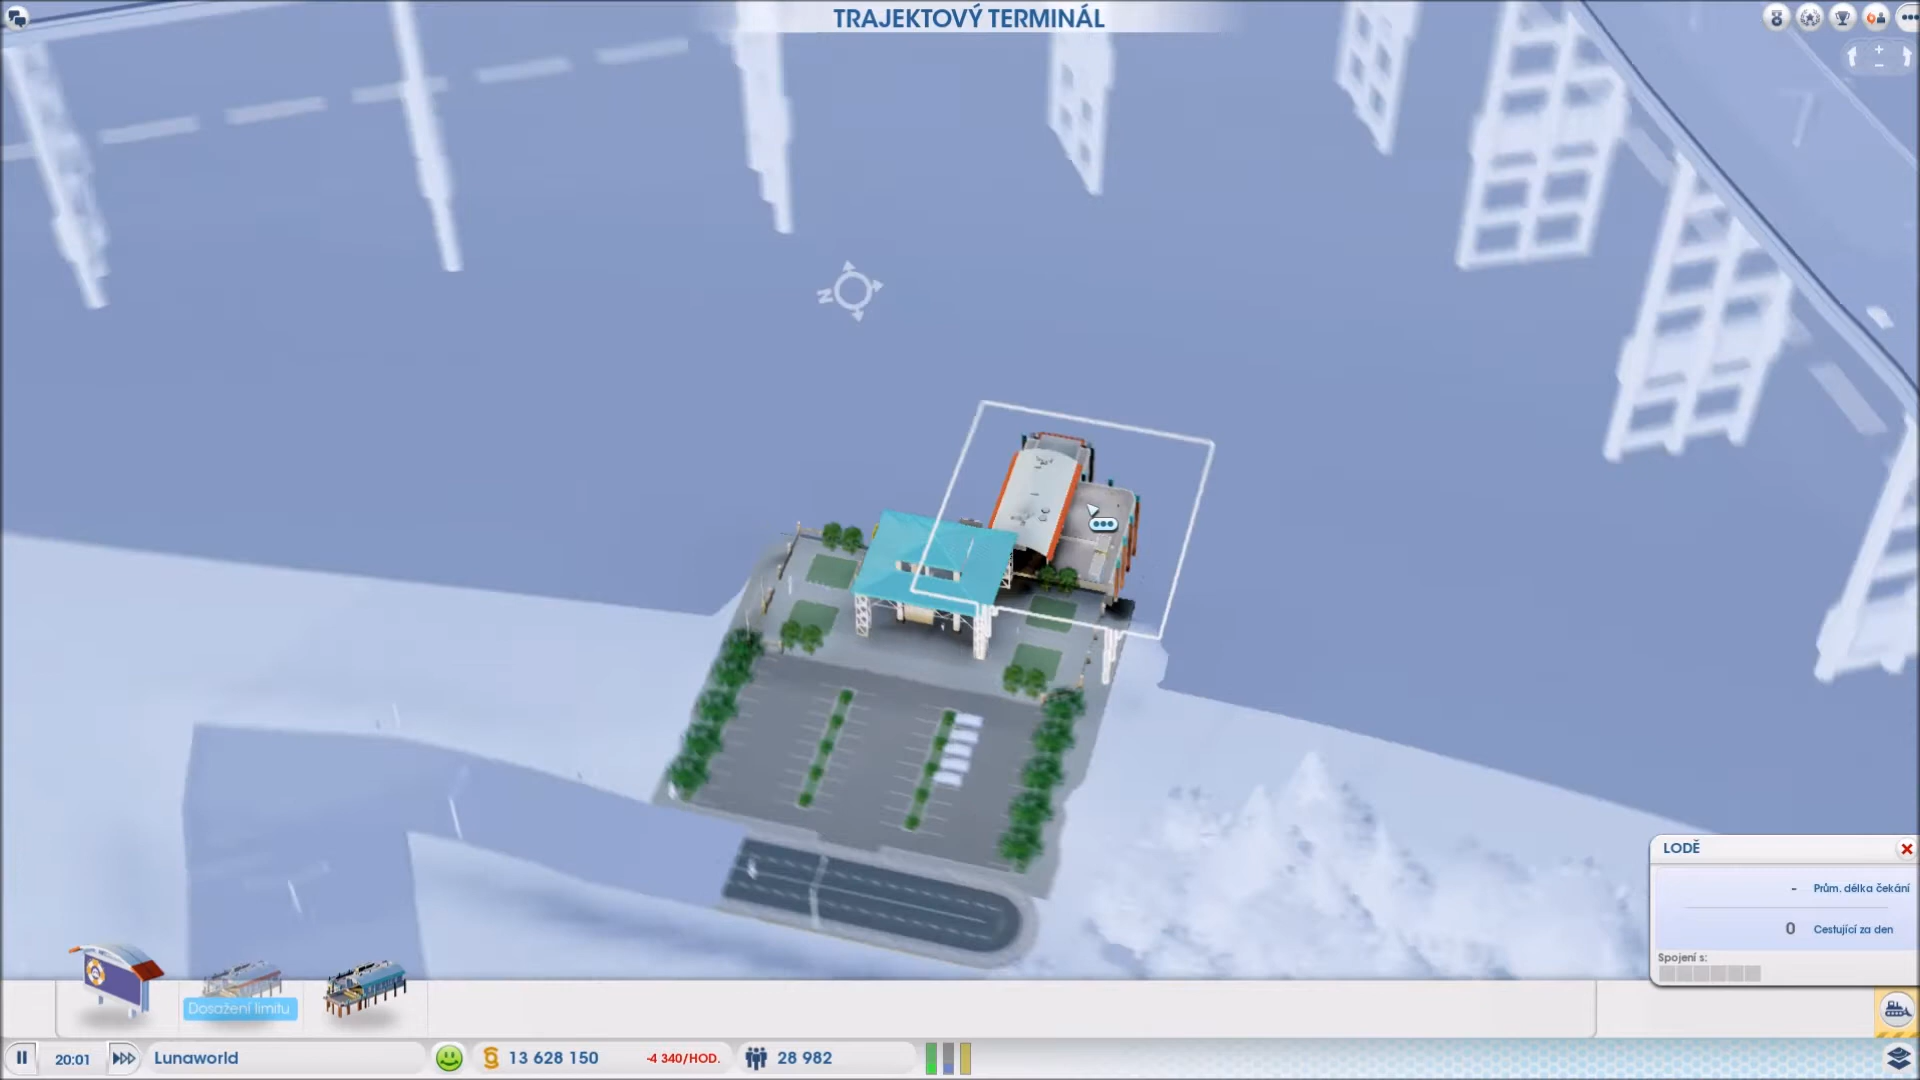 TRAJEKTOVÝ TERMINÁL
N
LODĚ
- Prům. délka čekání
0 Cestující za den
Spojení s:
Dosažení limitu
20:01 Lunaworld 13 628 150 -4 340/HOD. 28 982